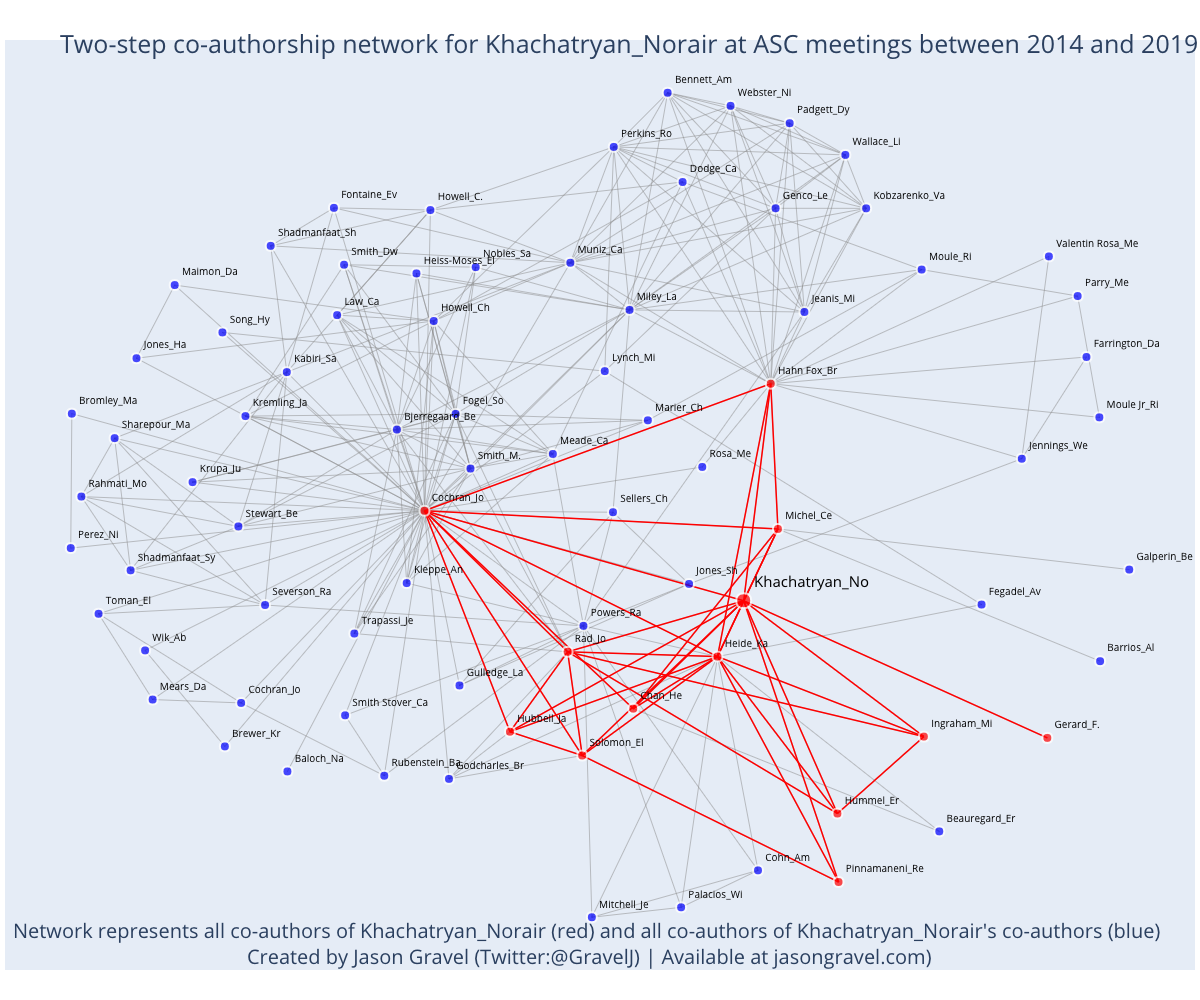 Two-step co-authorship network for Khachatryan_Norair at ASC meetings between 2014 and 2019
Bennett_Am
Webster_Ni
Padgett_Dy
Perkins_Ro
Wallace_Li
Dodge_Ca
Fontaine_Ev
Howell_C.
Genco_Le
Kobzarenko_Va
Shadmanfaat_Sh
Smith_Dw
Nobles_Sa
Muniz_Ca
Valentin Rosa_Me
Heiss-Moses_El
Moule_Ri
Maimon_Da
Parry_Me
Law_Ca
Howell_Ch
Miley_La
Jeanis_Mi
Song_Hy
Jones_Ha
Kabiri_Sa
Lynch_Mi
Farrington_Da
Hahn Fox_Br
Bromley_Ma
Kremling_Ja
Fogel_So
Marier_Ch
Moule Jr_Ri
Bjerregaard_Be
Sharepour_Ma
Meade_Ca
Jennings_We
Smith_M.
Rosa_Me
Krupa_Ju
Rahmati_Mo
Cochran_Jo
Sellers_Ch
Stewart_Be
Michel_Ce
Perez_Ni
Shadmanfaat_Sy
Kleppe_An
Jones_Sh
Galperin_Be
Khachatryan_No
Severson_Ra
Fegadel_Av
Toman_El
Powers_Ra
Trapassi_Je
Wik_Ab
Rad_Jo
Heide_Ka
Barrios_Al
Gulledge_La
Mears_Da
Cochran_Jo
Smith Stover_Ca
Chan_He
Hubbell_Ja
Ingraham_Mi
Gerard_F.
Brewer_Kr
Solomon_El
Baloch_Na
Rubenstein_Ba
Godcharles_Br
Hummel_Er
Beauregard_Er
Cohn_Am
Pinnamaneni_Re
Palacios_Wi
Mitchell_Je
Network represents all co-authors of Khachatryan_Norair (red) and all co-authors of Khachatryan_Norair's co-authors (blue)
Created by Jason Gravel (Twitter:@GravelJ) | Available at jasongravel.com)